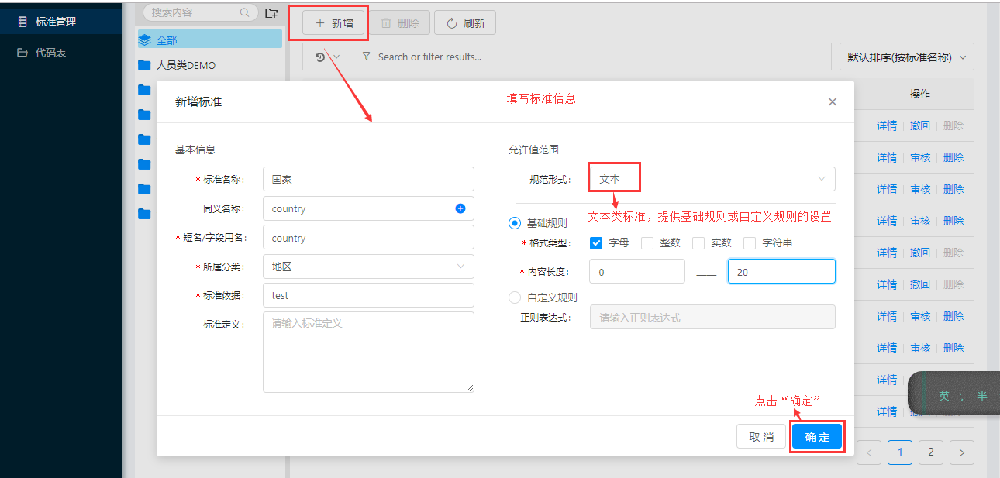 标准管理
代码表
搜索内容
全部
人员类DEMO
新增
删除
刷新
Search or filter results...
默认排序(按标准名称)
操作
详情 撤回 删除
详情 审核 删除
详情 审核 删除
详情 审核 删除
详情 撤回 删除
详情 撤回 删除
详情 审核 删除
详情 审核 删除
详情
详情
新增标准
填写标准信息
基本信息
* 标准名称: 国家
同义名称: country
* 短名/字段用名: country
* 所属分类: 地区
* 标准依据: test
标准定义: 请输入标准定义
允许值范围
规范形式: 文本
文本类标准，提供基础规则或自定义规则的设置
基础规则
* 格式类型: 字母 整数 实数 字符串
* 内容长度: 0 —— 20
自定义规则
正则表达式: 请输入正则表达式
点击“确定”
取消 确定
英 ； 半
< 1 2 >